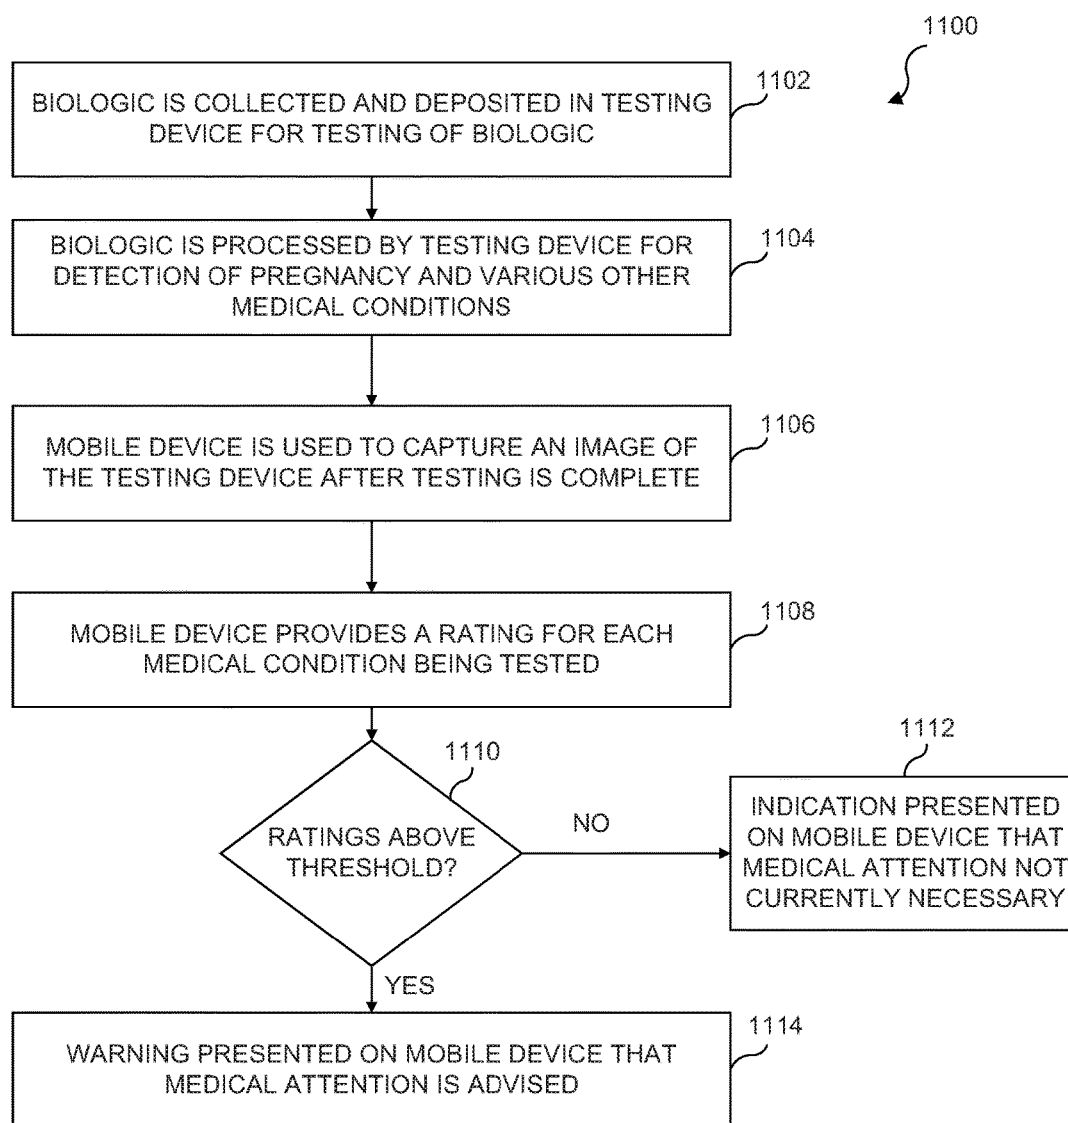 1100
BIOLOGIC IS COLLECTED AND DEPOSITED IN TESTING
DEVICE FOR TESTING OF BIOLOGIC
1102
BIOLOGIC IS PROCESSED BY TESTING DEVICE FOR
DETECTION OF PREGNANCY AND VARIOUS OTHER
MEDICAL CONDITIONS
1104
MOBILE DEVICE IS USED TO CAPTURE AN IMAGE OF
THE TESTING DEVICE AFTER TESTING IS COMPLETE
1106
MOBILE DEVICE PROVIDES A RATING FOR EACH
MEDICAL CONDITION BEING TESTED
1108
RATINGS ABOVE
THRESHOLD?
1110
NO
1112
INDICATION PRESENTED
ON MOBILE DEVICE THAT
MEDICAL ATTENTION NOT
CURRENTLY NECESSARY
YES
WARNING PRESENTED ON MOBILE DEVICE THAT
MEDICAL ATTENTION IS ADVISED
1114